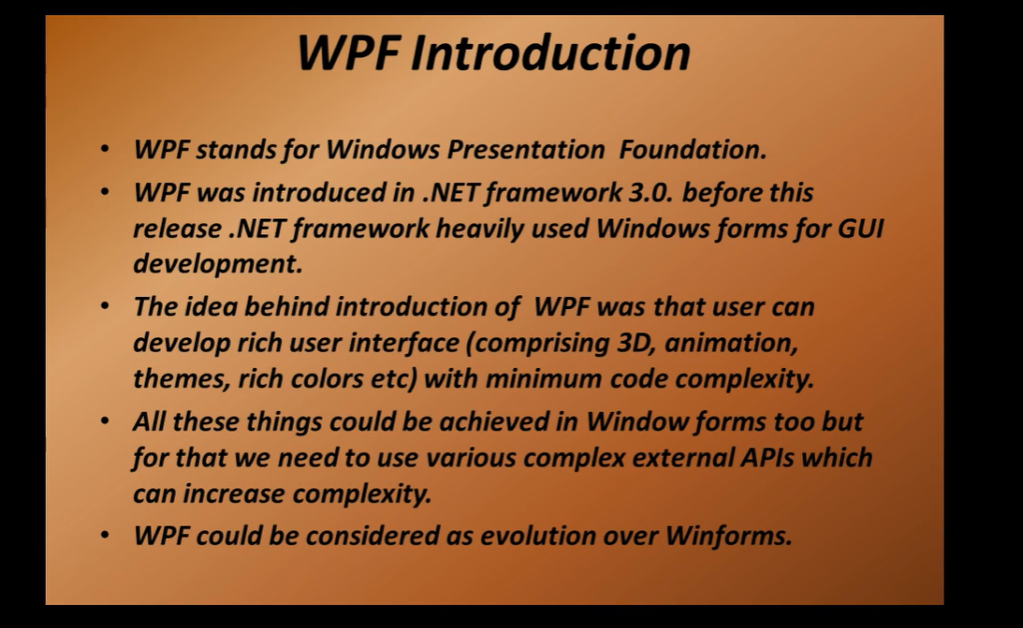 WPF Introduction
• WPF stands for Windows Presentation Foundation.
• WPF was introduced in .NET framework 3.0. before this
release .NET framework heavily used Windows forms for GUI
development.
• The idea behind introduction of WPF was that user can
develop rich user interface (comprising 3D, animation,
themes, rich colors etc) with minimum code complexity.
• All these things could be achieved in Window forms too but
for that we need to use various complex external APIs which
can increase complexity.
• WPF could be considered as evolution over Winforms.